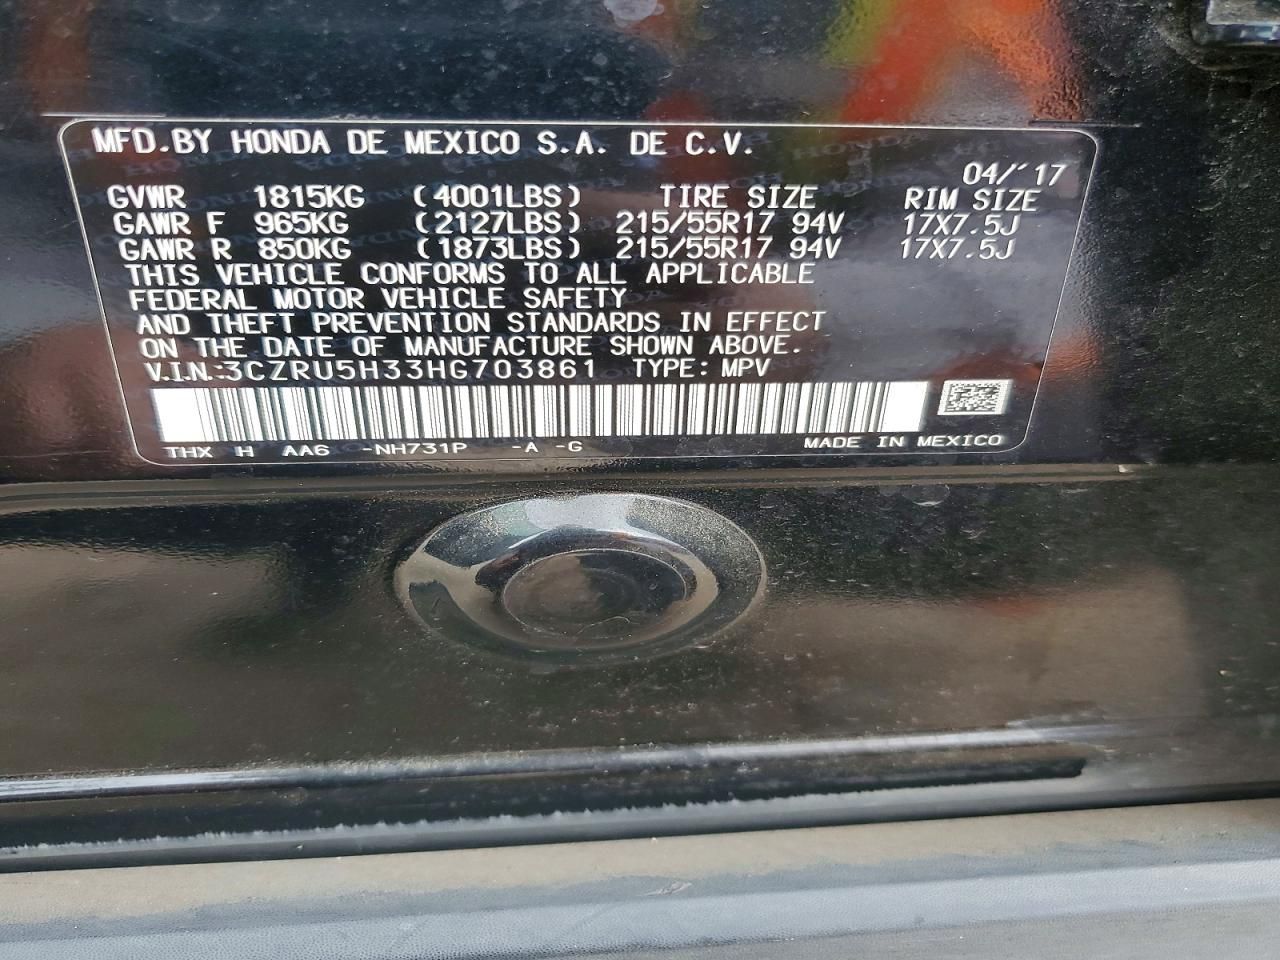 MFD.BY HONDA DE MEXICO S.A. DE C.V.
04/'17
GVWR 1815KG (4001LBS) TIRE SIZE RIM SIZE
GAWR F 965KG (2127LBS) 215/55R17 94V 17X7.5J
GAWR R 850KG (1873LBS) 215/55R17 94V 17X7.5J
THIS VEHICLE CONFORMS TO ALL APPLICABLE
FEDERAL MOTOR VEHICLE SAFETY
AND THEFT PREVENTION STANDARDS IN EFFECT
ON THE DATE OF MANUFACTURE SHOWN ABOVE.
V.I.N.:3CZRU5H33HG703861 TYPE: MPV
THX H AA6 -NH731P -A -G MADE IN MEXICO